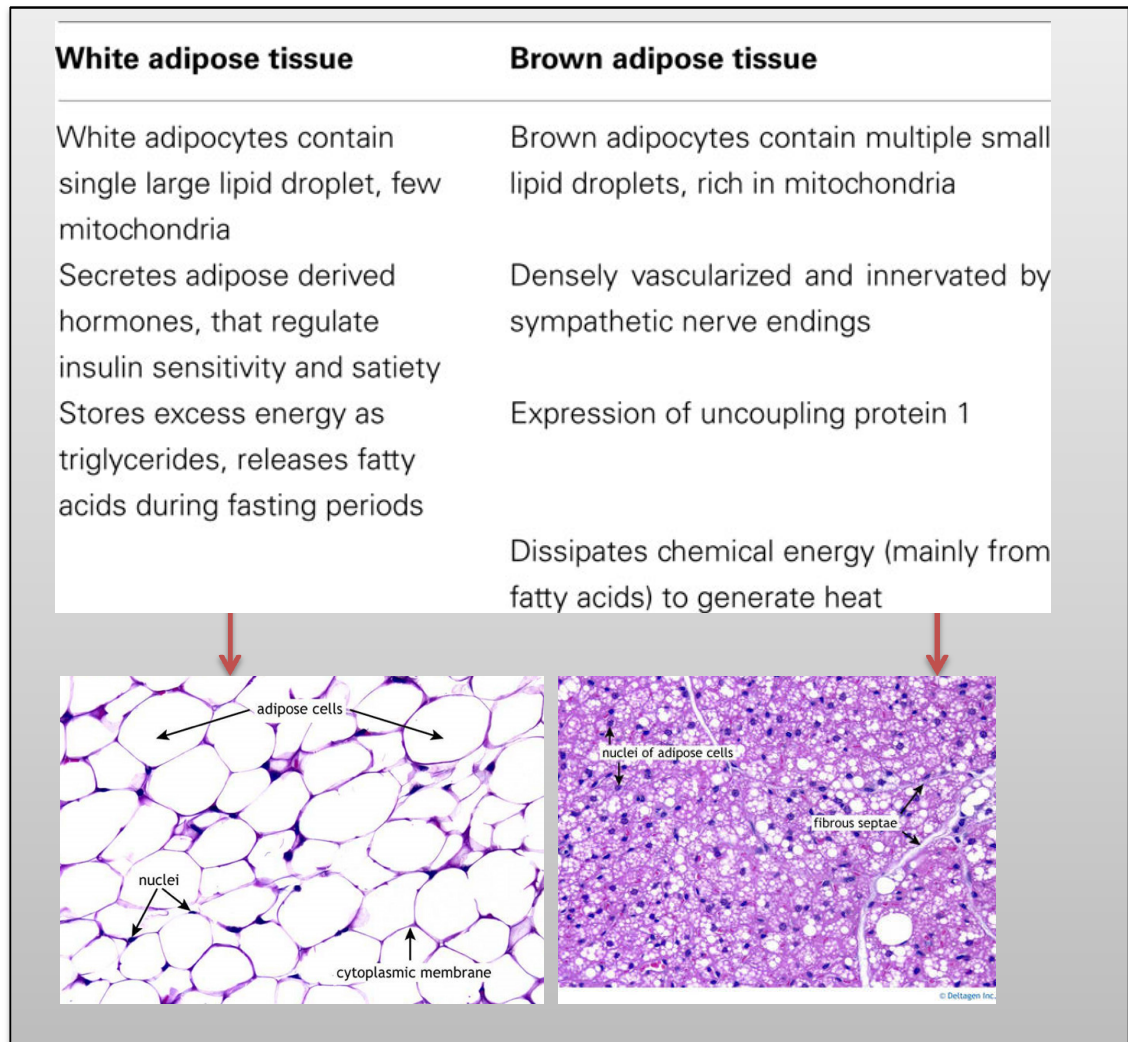 White adipose tissue
Brown adipose tissue
White adipocytes contain
single large lipid droplet, few
mitochondria
Secretes adipose derived
hormones, that regulate
insulin sensitivity and satiety
Stores excess energy as
triglycerides, releases fatty
acids during fasting periods
Brown adipocytes contain multiple small
lipid droplets, rich in mitochondria
Densely vascularized and innervated by
sympathetic nerve endings
Expression of uncoupling protein 1
Dissipates chemical energy (mainly from
fatty acids) to generate heat
adipose cells
nuclei
cytoplasmic membrane
nuclei of adipose cells
fibrous septae
© Deltagen Inc.